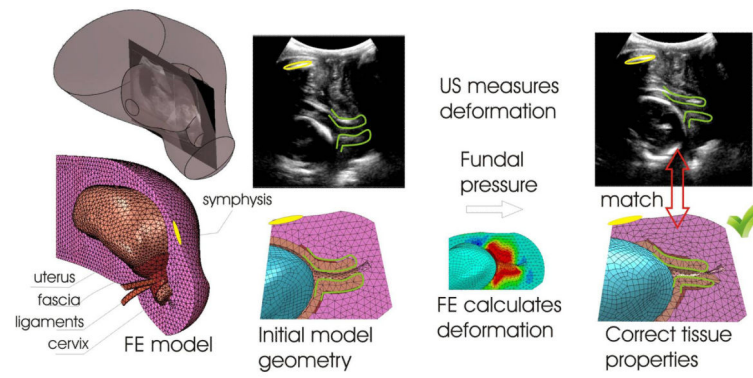 US measures
deformation
Fundal
pressure
symphysis
match
uterus
fascia
ligaments
cervix
FE model
Initial model
geometry
FE calculates
deformation
Correct tissue
properties